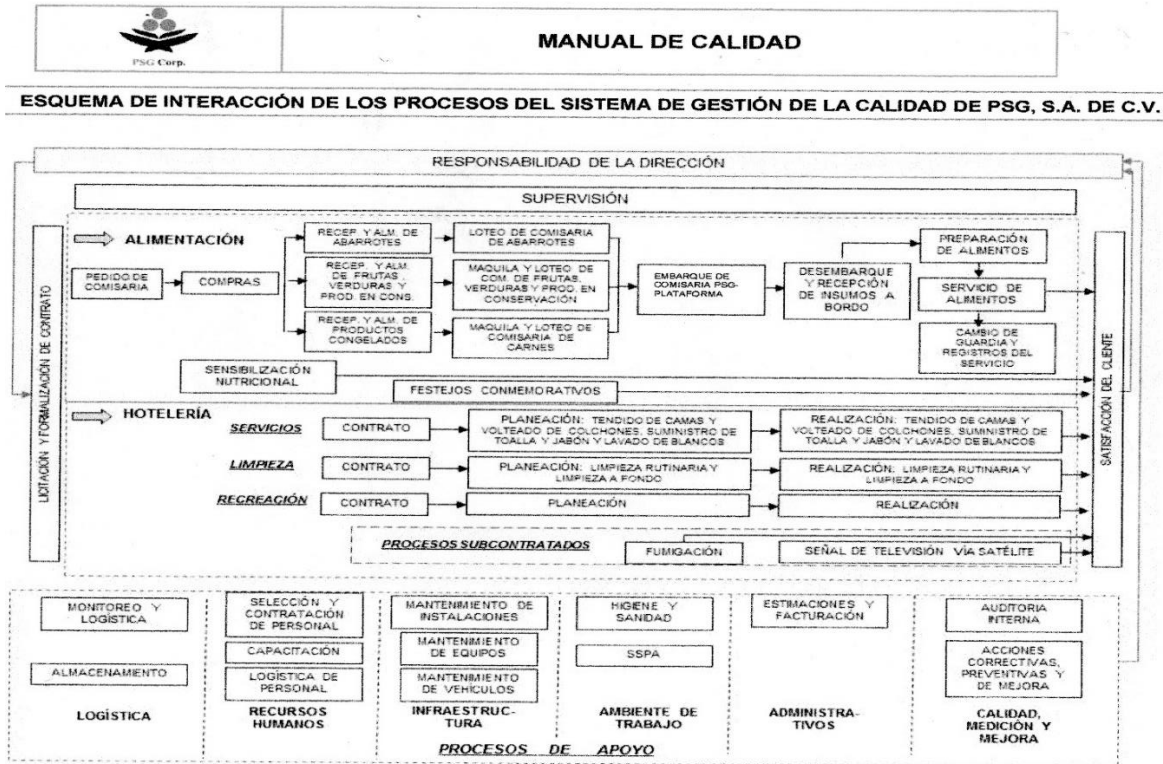 PSG Corp.
MANUAL DE CALIDAD
ESQUEMA DE INTERACCIÓN DE LOS PROCESOS DEL SISTEMA DE GESTIÓN DE LA CALIDAD DE PSG, S.A. DE C.V.
RESPONSABILIDAD DE LA DIRECCIÓN
SUPERVISIÓN
LICITACIÓN Y FORMALIZACIÓN DE CONTRATO
ALIMENTACIÓN
PEDIDO DE
COMISARIA
COMPRAS
RECEP. Y ALM. DE
ABARROTES
RECEP. Y ALM.
DE FRUTAS,
VERDURAS Y
PROD. EN CONS.
RECEP. Y ALM. DE
PRODUCTOS
CONGELADOS
LOTEO DE COMISARIA
DE ABARROTES
MAQUILA Y LOTEO DE
COM. DE FRUTAS,
VERDURAS Y PROD. EN
CONSERVACIÓN
MAQUILA Y LOTEO DE
COMISARIA DE
CARNES
EMBARQUE DE
COMISARIA PSG-
PLATAFORMA
DESEMBARQUE
Y RECEPCIÓN
DE INSUMOS A
BORDO
PREPARACIÓN
DE ALIMENTOS
SERVICIO DE
ALIMENTOS
CAMBIO DE
GUARDIA Y
REGISTROS DEL
SERVICIO
SENSIBILIZACIÓN
NUTRICIONAL
FESTEJOS CONMEMORATIVOS
SATISFACCIÓN DEL CLIENTE
HOTELERÍA
SERVICIOS
CONTRATO
PLANEACIÓN: TENDIDO DE CAMAS Y
VOLTEADO DE COLCHONES, SUMINISTRO DE
TOALLA Y JABÓN Y LAVADO DE BLANCOS
REALIZACIÓN: TENDIDO DE CAMAS Y
VOLTEADO DE COLCHONES, SUMINISTRO DE
TOALLA Y JABÓN Y LAVADO DE BLANCOS
LIMPIEZA
CONTRATO
PLANEACIÓN: LIMPIEZA RUTINARIA Y
LIMPIEZA A FONDO
REALIZACIÓN: LIMPIEZA RUTINARIA Y
LIMPIEZA A FONDO
RECREACIÓN
CONTRATO
PLANEACIÓN
REALIZACIÓN
PROCESOS SUBCONTRATADOS
FUMIGACIÓN
SEÑAL DE TELEVISIÓN VÍA SATÉLITE
MONITOREO Y
LOGÍSTICA
ALMACENAMIENTO
LOGÍSTICA
SELECCIÓN Y
CONTRATACIÓN
DE PERSONAL
CAPACITACIÓN
LOGÍSTICA DE
PERSONAL
RECURSOS
HUMANOS
MANTENIMIENTO DE
INSTALACIONES
MANTENIMIENTO
DE EQUIPOS
MANTENIMIENTO
DE VEHÍCULOS
INFRAESTRUC-
TURA
HIGIENE Y
SANIDAD
SSPA
AMBIENTE DE
TRABAJO
ESTIMACIONES Y
FACTURACIÓN
ADMINISTRA-
TIVOS
AUDITORIA
INTERNA
ACCIONES
CORRECTIVAS,
PREVENTIVAS Y
DE MEJORA
CALIDAD,
MEDICIÓN Y
MEJORA
PROCESOS DE APOYO